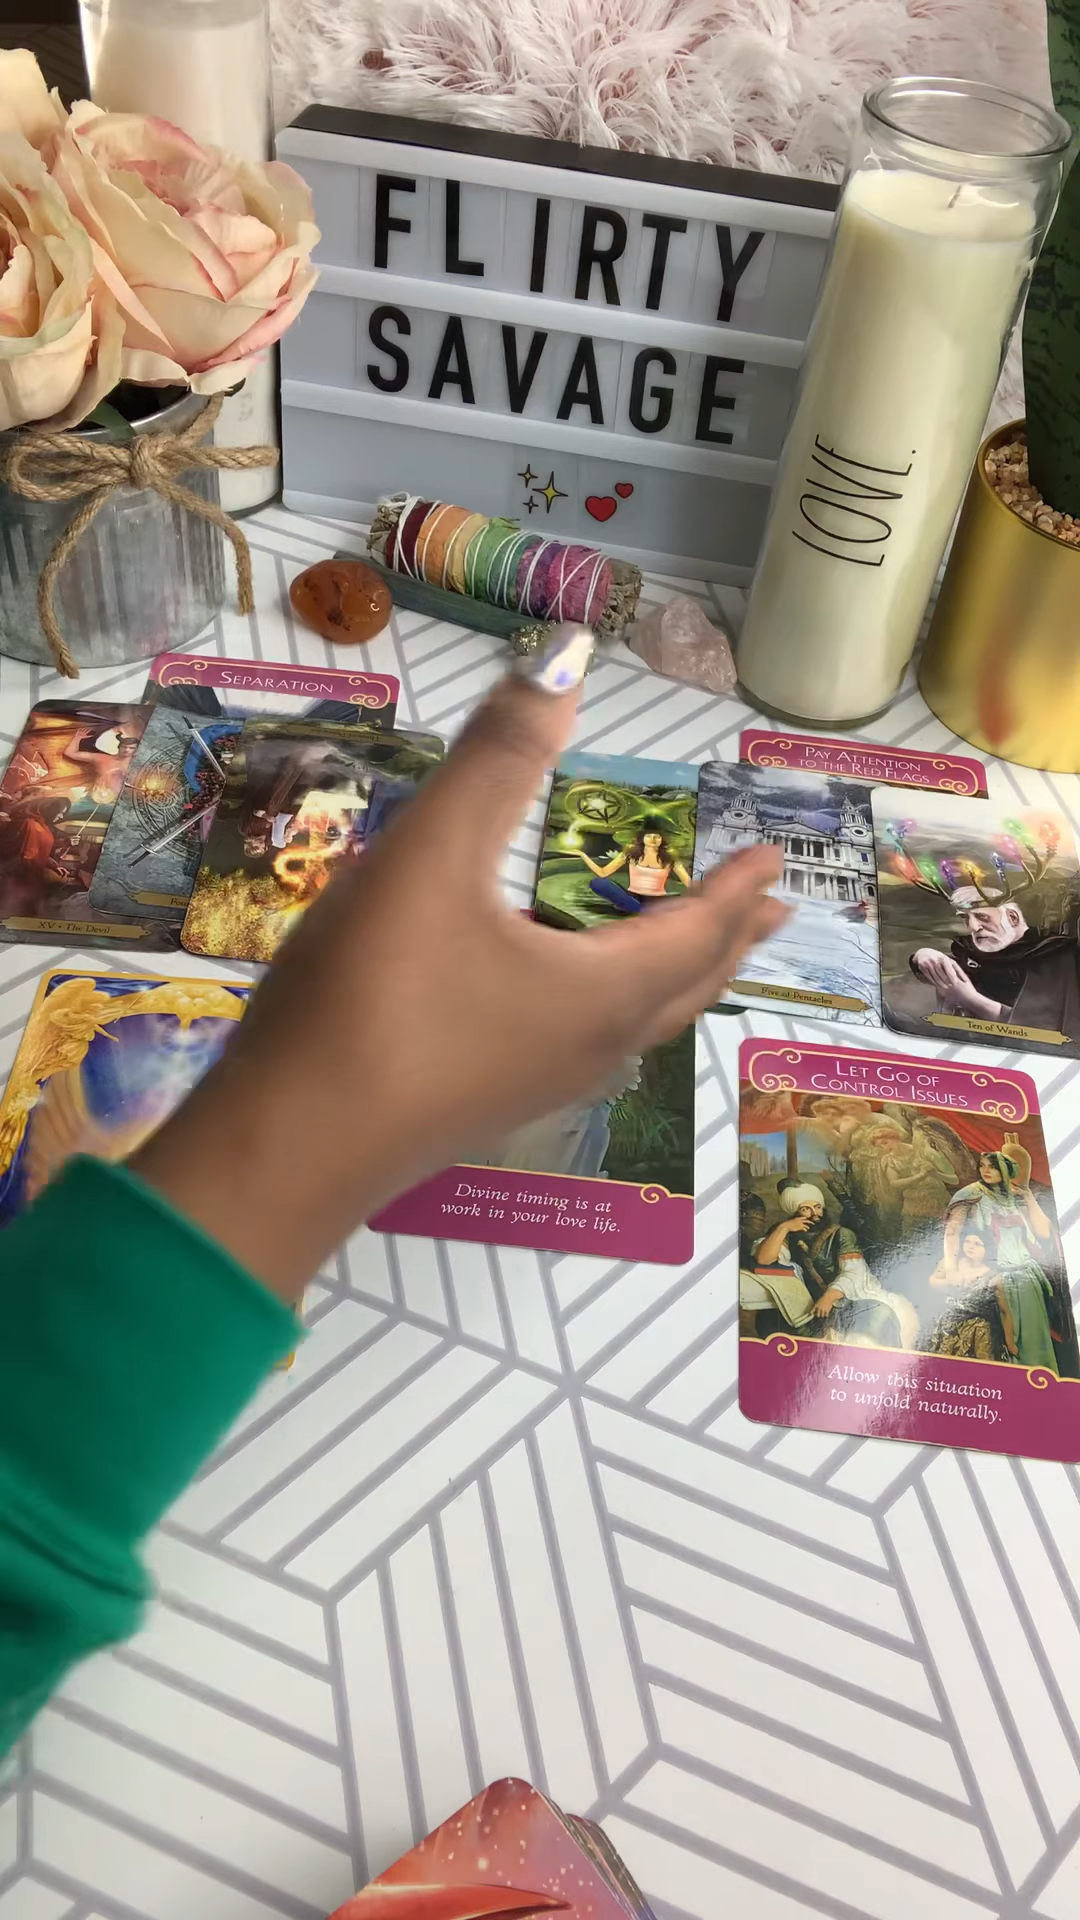 FLIRTY
SAVAGE
LOVE.
SEPARATION
PAY ATTENTION
TO THE RED FLAGS
XV • The Devil
Five of Pentacles
Ten of Wands
LET GO OF
CONTROL ISSUES
Divine timing is at
work in your love life.
Allow this situation
to unfold naturally.